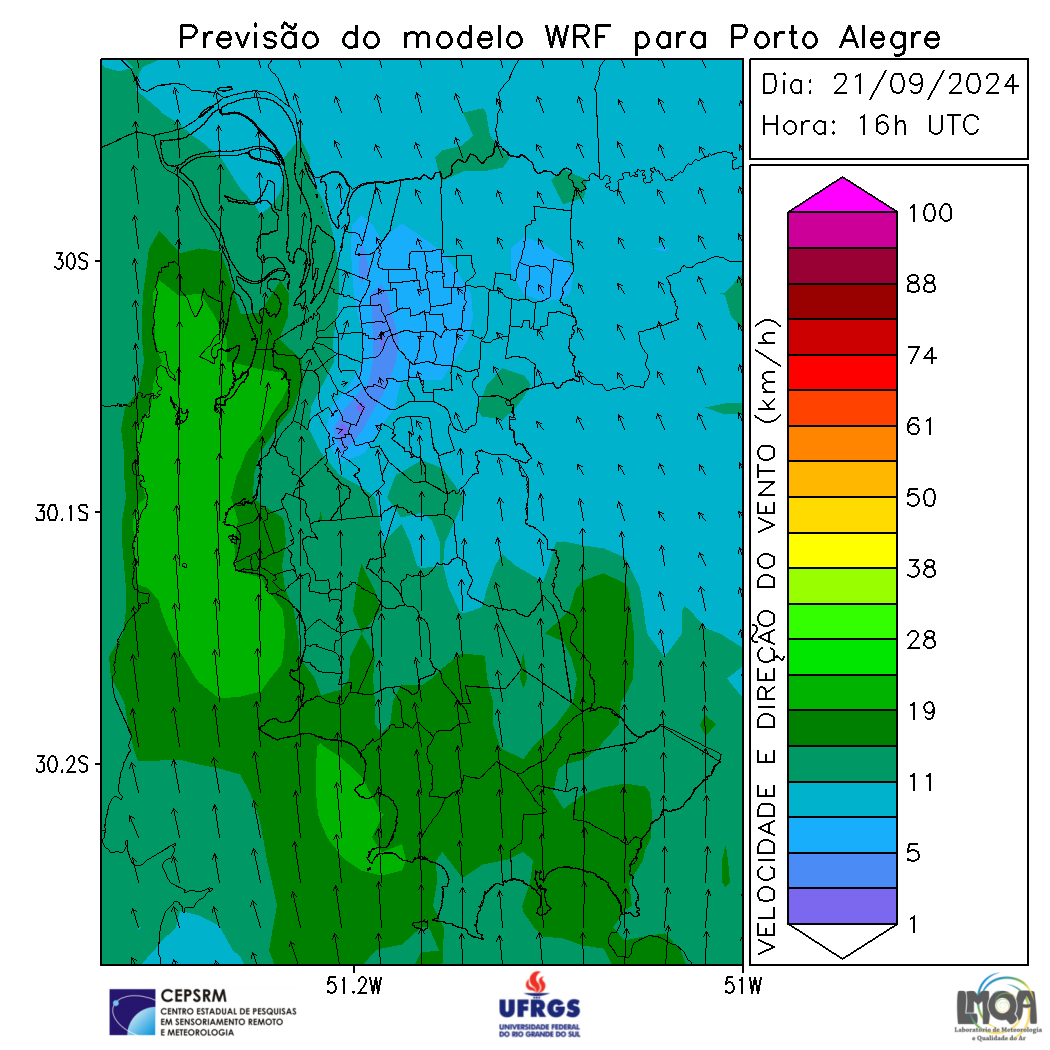 Previsão do modelo WRF para Porto Alegre
Dia: 21/09/2024
Hora: 16h UTC
30S
30.1S
30.2S
51.2W
51W
VELOCIDADE E DIREÇÃO DO VENTO (km/h)
100
88
74
61
50
38
28
19
11
5
1
CEPSRM
CENTRO ESTADUAL DE PESQUISAS
EM SENSORIAMENTO REMOTO
E METEOROLOGIA
UFRGS
UNIVERSIDADE FEDERAL
DO RIO GRANDE DO SUL
LMQA
Laboratório de Meteorologia
e Qualidade do Ar